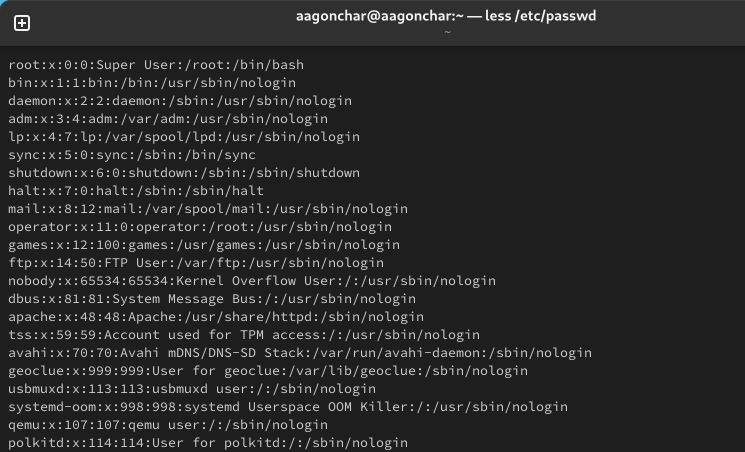 aagonchar@aagonchar:~ — less /etc/passwd
~
root:x:0:0:Super User:/root:/bin/bash
bin:x:1:1:bin:/bin:/usr/sbin/nologin
daemon:x:2:2:daemon:/sbin:/usr/sbin/nologin
adm:x:3:4:adm:/var/adm:/usr/sbin/nologin
lp:x:4:7:lp:/var/spool/lpd:/usr/sbin/nologin
sync:x:5:0:sync:/sbin:/bin/sync
shutdown:x:6:0:shutdown:/sbin:/sbin/shutdown
halt:x:7:0:halt:/sbin:/sbin/halt
mail:x:8:12:mail:/var/spool/mail:/usr/sbin/nologin
operator:x:11:0:operator:/root:/usr/sbin/nologin
games:x:12:100:games:/usr/games:/usr/sbin/nologin
ftp:x:14:50:FTP User:/var/ftp:/usr/sbin/nologin
nobody:x:65534:65534:Kernel Overflow User:/:/usr/sbin/nologin
dbus:x:81:81:System Message Bus:/:/usr/sbin/nologin
apache:x:48:48:Apache:/usr/share/httpd:/sbin/nologin
tss:x:59:59:Account used for TPM access:/:/usr/sbin/nologin
avahi:x:70:70:Avahi mDNS/DNS-SD Stack:/var/run/avahi-daemon:/sbin/nologin
geoclue:x:999:999:User for geoclue:/var/lib/geoclue:/sbin/nologin
usbmuxd:x:113:113:usbmuxd user:/:/sbin/nologin
systemd-oom:x:998:998:systemd Userspace OOM Killer:/:/usr/sbin/nologin
qemu:x:107:107:qemu user:/:/sbin/nologin
polkitd:x:114:114:User for polkitd:/:/sbin/nologin